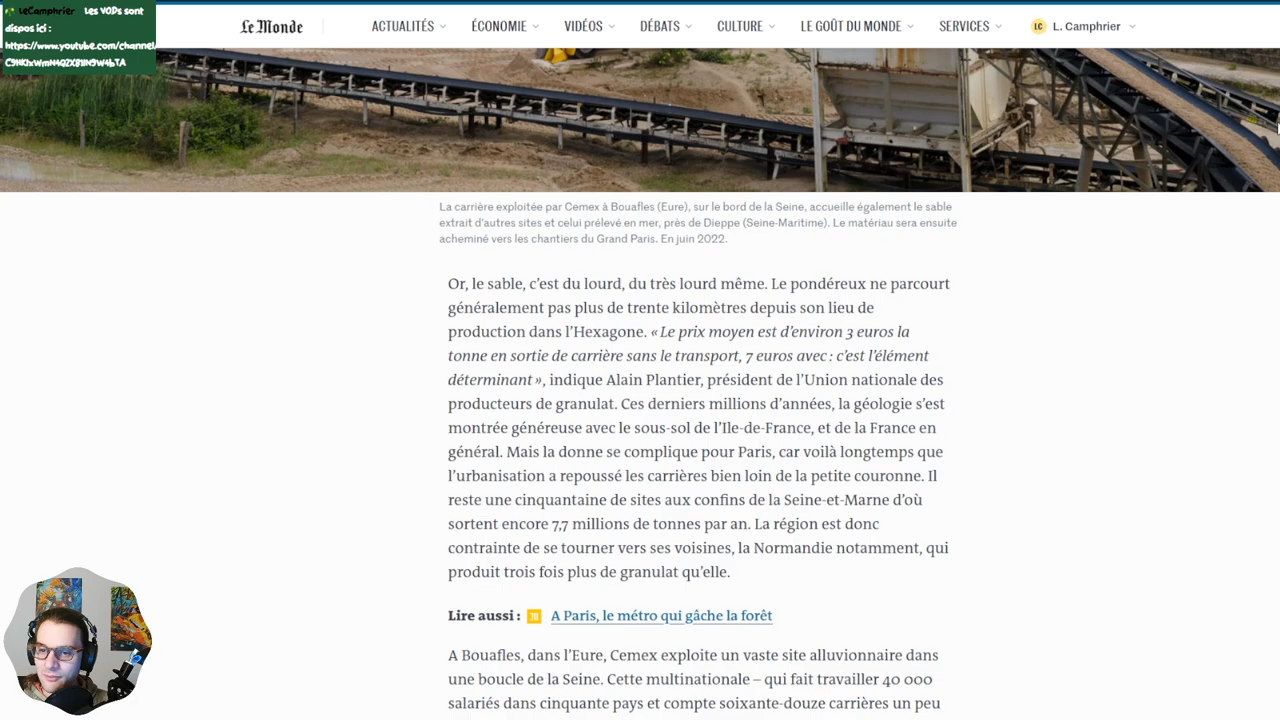 LeCamphrier Les VODs sont
dispos ici :
https://www.youtube.com/channel/
Le Monde
ACTUALITÉS
ÉCONOMIE
VIDÉOS
DÉBATS
CULTURE
LE GOÛT DU MONDE
SERVICES
LC L. Camphrier
La carrière exploitée par Cemex à Bouafles (Eure), sur le bord de la Seine, accueille également le sable
extrait d'autres sites et celui prélevé en mer, près de Dieppe (Seine-Maritime). Le matériau sera ensuite
acheminé vers les chantiers du Grand Paris. En juin 2022.
Or, le sable, c'est du lourd, du très lourd même. Le pondéreux ne parcourt
généralement pas plus de trente kilomètres depuis son lieu de
production dans l'Hexagone. « Le prix moyen est d'environ 3 euros la
tonne en sortie de carrière sans le transport, 7 euros avec : c'est l'élément
déterminant », indique Alain Plantier, président de l'Union nationale des
producteurs de granulat. Ces derniers millions d'années, la géologie s'est
montrée généreuse avec le sous-sol de l'Ile-de-France, et de la France en
général. Mais la donne se complique pour Paris, car voilà longtemps que
l'urbanisation a repoussé les carrières bien loin de la petite couronne. Il
reste une cinquantaine de sites aux confins de la Seine-et-Marne d'où
sortent encore 7,7 millions de tonnes par an. La région est donc
contrainte de se tourner vers ses voisines, la Normandie notamment, qui
produit trois fois plus de granulat qu'elle.
Lire aussi : A Paris, le métro qui gâche la forêt
A Bouafles, dans l'Eure, Cemex exploite un vaste site alluvionnaire dans
une boucle de la Seine. Cette multinationale – qui fait travailler 40 000
salariés dans cinquante pays et compte soixante-douze carrières un peu